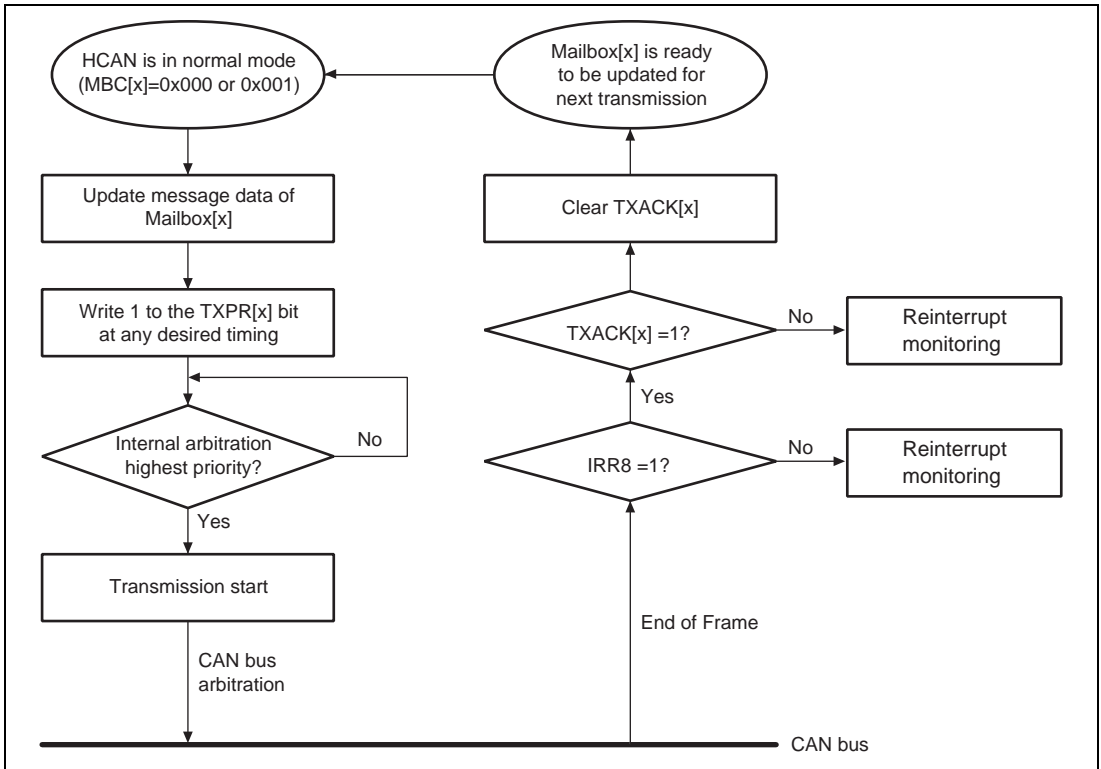 HCAN is in normal mode
(MBC[x]=0x000 or 0x001)
Update message data of
Mailbox[x]
Write 1 to the TXPR[x] bit
at any desired timing
Internal arbitration
highest priority?
No
Yes
Transmission start
CAN bus
arbitration
Mailbox[x] is ready
to be updated for
next transmission
Clear TXACK[x]
TXACK[x] =1?
No
Reinterrupt
monitoring
Yes
IRR8 =1?
No
Reinterrupt
monitoring
End of Frame
CAN bus